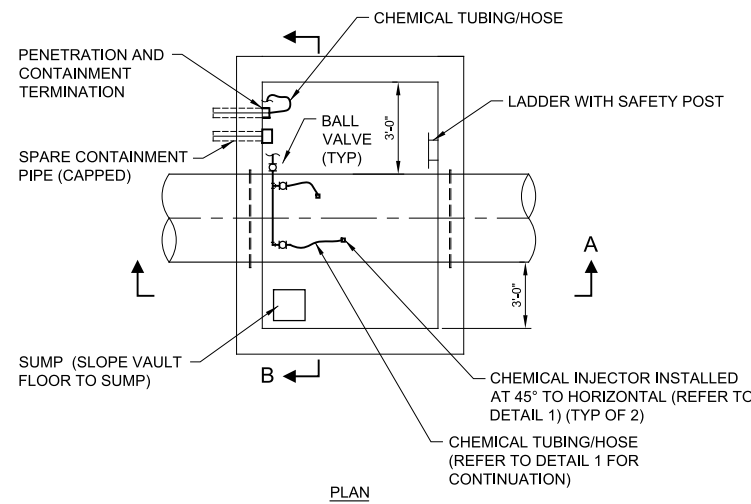 CHEMICAL TUBING/HOSE
PENETRATION AND
CONTAINMENT
TERMINATION
LADDER WITH SAFETY POST
BALL
VALVE
(TYP)
3'-0"
SPARE CONTAINMENT
PIPE (CAPPED)
A
3'-0"
SUMP (SLOPE VAULT
FLOOR TO SUMP)
B
CHEMICAL INJECTOR INSTALLED
AT 45° TO HORIZONTAL (REFER TO
DETAIL 1) (TYP OF 2)
CHEMICAL TUBING/HOSE
(REFER TO DETAIL 1 FOR
CONTINUATION)
PLAN